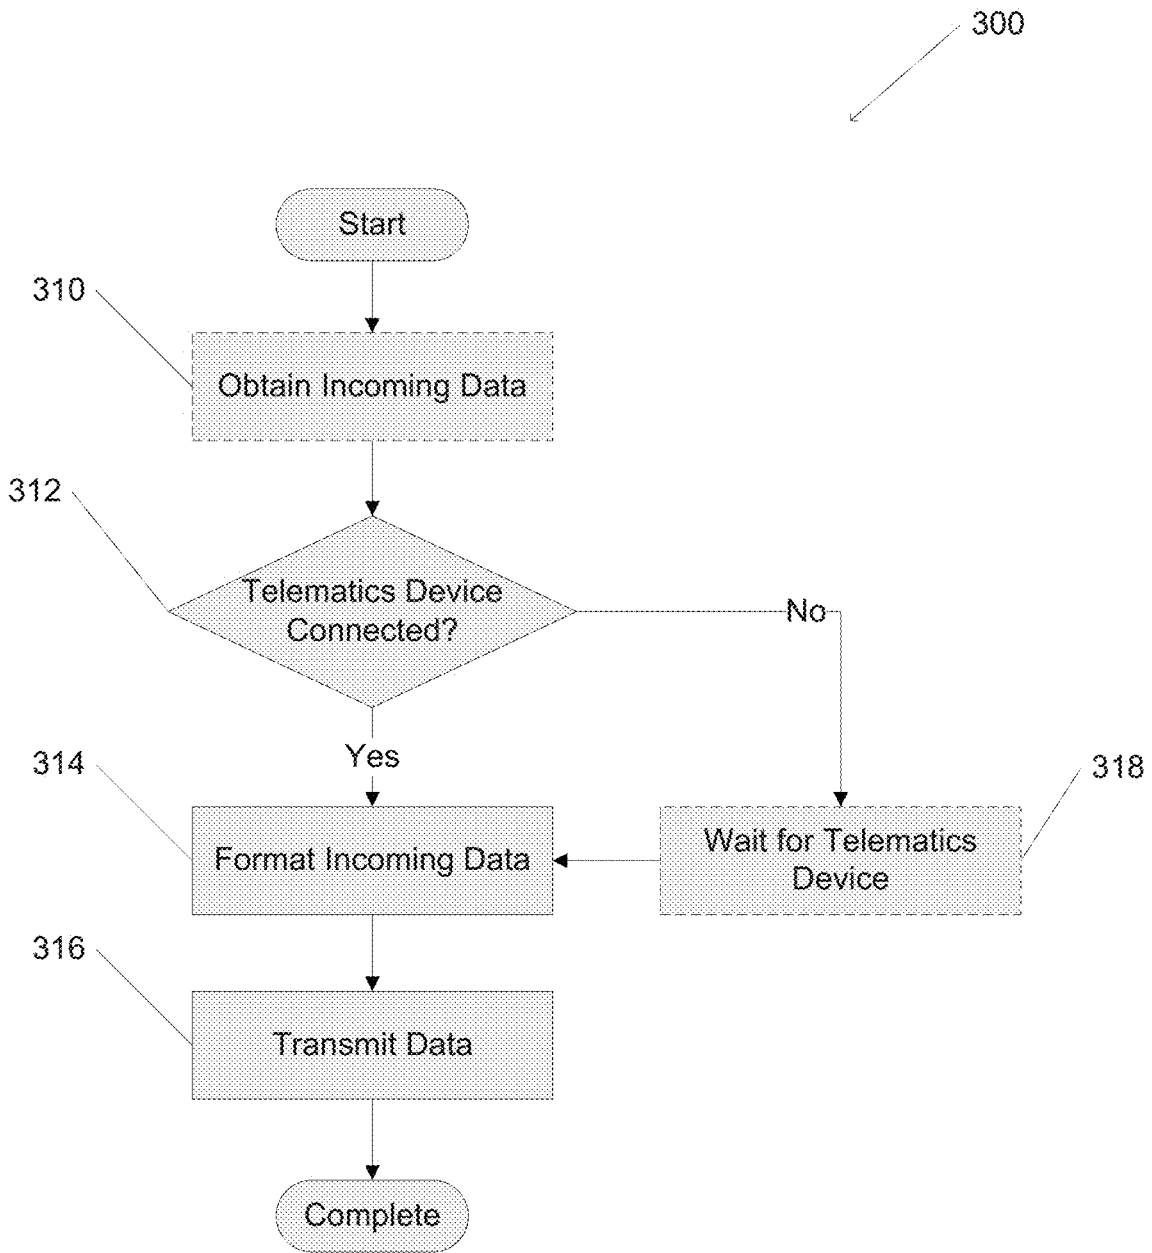 300
Start
310
Obtain Incoming Data
312
Telematics Device
Connected?
No
Yes
314
Format Incoming Data
318
Wait for Telematics
Device
316
Transmit Data
Complete